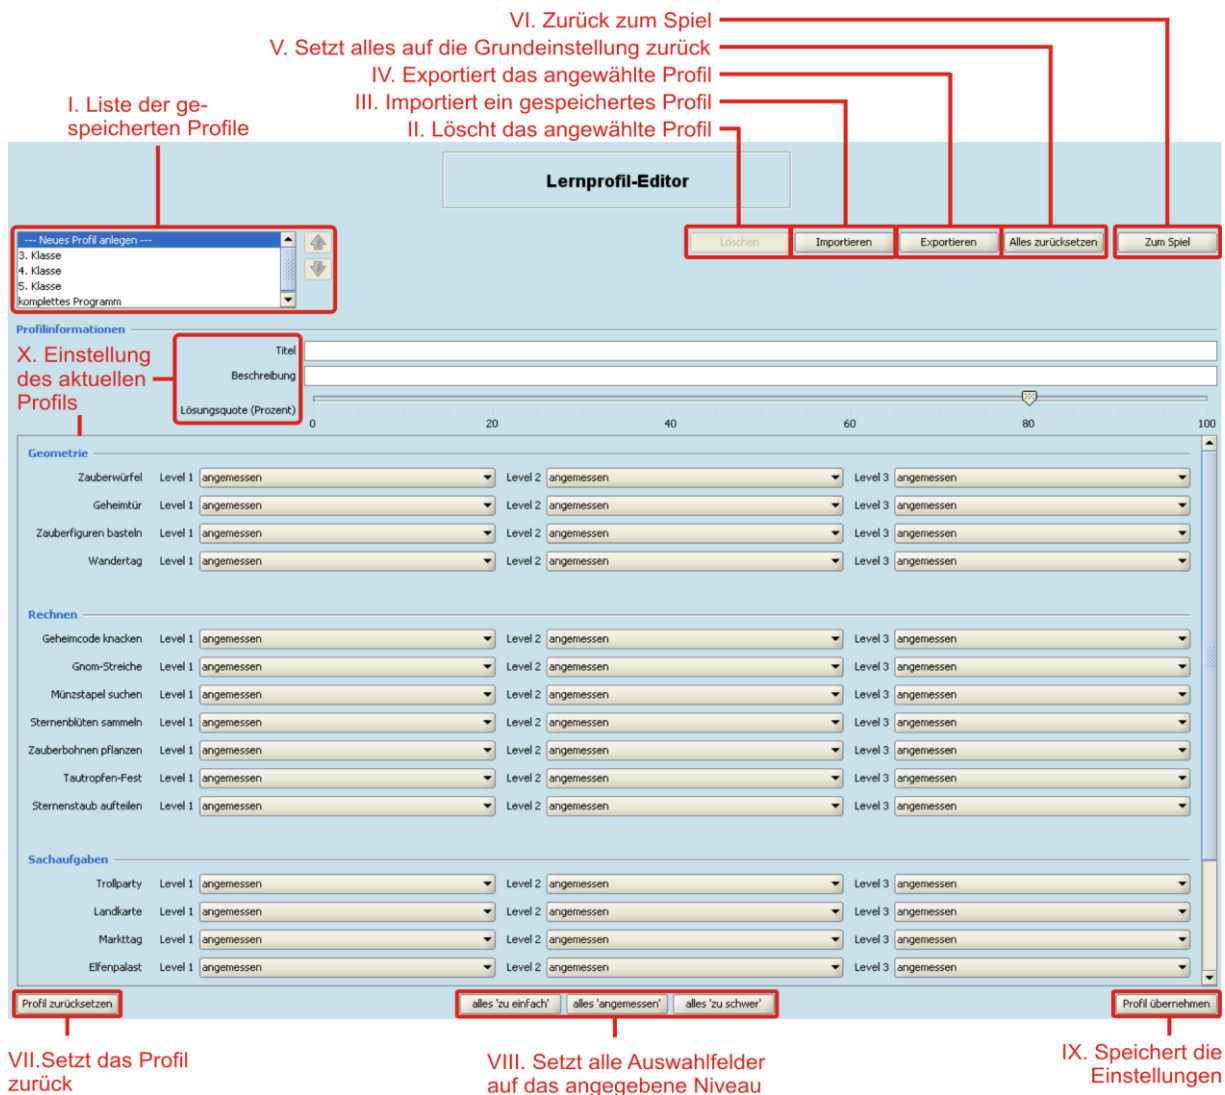 VI. Zurück zum Spiel
V. Setzt alles auf die Grundeinstellung zurück
IV. Exportiert das angewählte Profil
III. Importiert ein gespeichertes Profil
II. Löscht das angewählte Profil
I. Liste der ge-
speicherten Profile
Lernprofil-Editor
--- Neues Profil anlegen ---
3. Klasse
4. Klasse
5. Klasse
komplettes Programm
Löschen Importieren Exportieren Alles zurücksetzen Zum Spiel
Profilinformationen
X. Einstellung
des aktuellen
Profils
Titel
Beschreibung
Lösungsquote (Prozent)
0 20 40 60 80 100
Geometrie
Zauberwürfel Level 1 angemessen Level 2 angemessen Level 3 angemessen
Geheimtür Level 1 angemessen Level 2 angemessen Level 3 angemessen
Zauberfiguren basteln Level 1 angemessen Level 2 angemessen Level 3 angemessen
Wandertag Level 1 angemessen Level 2 angemessen Level 3 angemessen
Rechnen
Geheimcode knacken Level 1 angemessen Level 2 angemessen Level 3 angemessen
Gnom-Streiche Level 1 angemessen Level 2 angemessen Level 3 angemessen
Münzstapel suchen Level 1 angemessen Level 2 angemessen Level 3 angemessen
Sternenblüten sammeln Level 1 angemessen Level 2 angemessen Level 3 angemessen
Zauberbohnen pflanzen Level 1 angemessen Level 2 angemessen Level 3 angemessen
Tautropfen-Fest Level 1 angemessen Level 2 angemessen Level 3 angemessen
Sternenstaub aufteilen Level 1 angemessen Level 2 angemessen Level 3 angemessen
Sachaufgaben
Trollparty Level 1 angemessen Level 2 angemessen Level 3 angemessen
Landkarte Level 1 angemessen Level 2 angemessen Level 3 angemessen
Markttag Level 1 angemessen Level 2 angemessen Level 3 angemessen
Elfenpalast Level 1 angemessen Level 2 angemessen Level 3 angemessen
Profil zurücksetzen alles 'zu einfach' alles 'angemessen' alles 'zu schwer' Profil übernehmen
VII.Setzt das Profil
zurück
VIII. Setzt alle Auswahlfelder
auf das angegebene Niveau
IX. Speichert die
Einstellungen